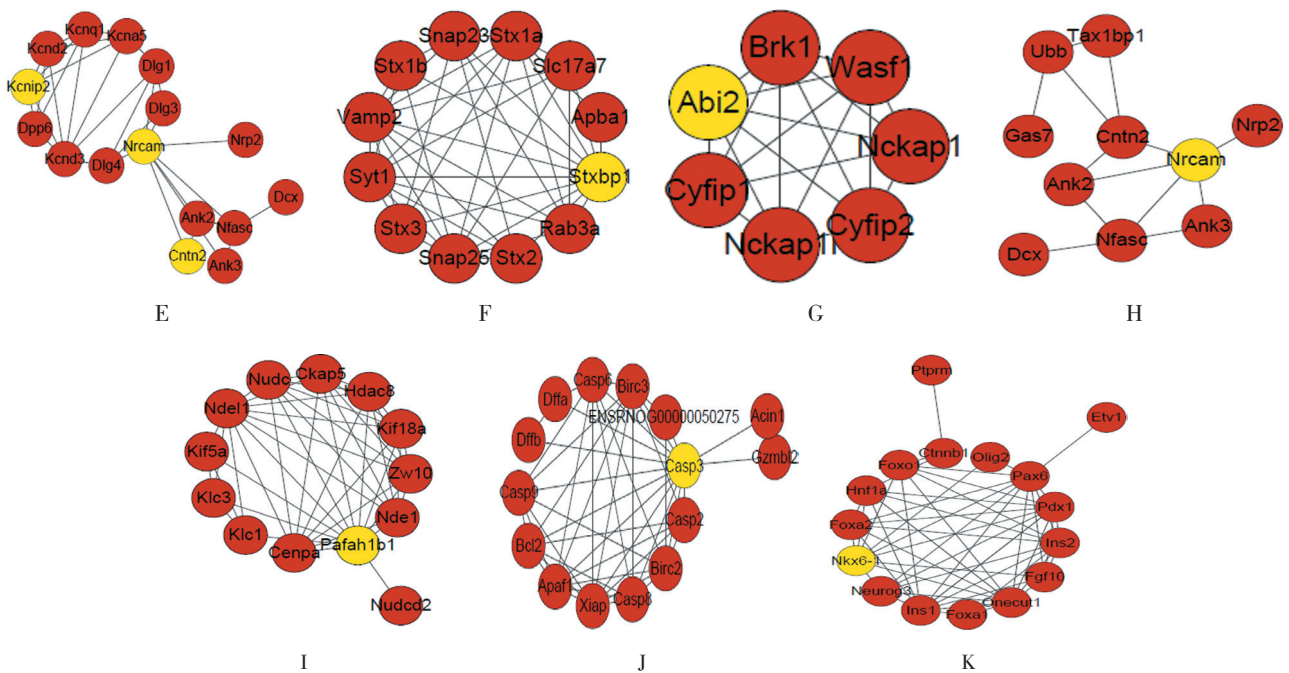 Kcnq1
Kcna5
Kcnd2
Dlg1
Kcnip2
Dlg3
Dpp6
Nrcam
Nrp2
Kcnd3
Dlg4
Dcx
Ank2
Nfasc
Cntn2
Ank3
E
Snap23
Stx1a
Stx1b
Slc17a7
Vamp2
Apba1
Syt1
Stxbp1
Stx3
Rab3a
Snap25
Stx2
F
Brk1
Wasf1
Abi2
Nckap1
Cyfip1
Cyfip2
Nckap1l
G
Tax1bp1
Ubb
Nrp2
Gas7
Cntn2
Nrcam
Ank2
Ank3
Nfasc
Dcx
H
Ckap5
Nudc
Hdac8
Ndel1
Kif18a
Kif5a
Zw10
Klc3
Nde1
Klc1
Cenpa
Pafah1b1
Nudcd2
I
Casp6
Birc3
Dffa
ENSRNOG00000050275
Acin1
Dffb
Casp3
Gzmbl2
Casp9
Casp2
Bcl2
Birc2
Apaf1
Xiap
Casp8
J
Ptprm
Etv1
Ctnnb1
Olig2
Foxo1
Pax6
Hnf1a
Pdx1
Foxa2
Ins2
Nkx6-1
Fgf10
Neurog3
Onecut1
Ins1
Foxa1
K